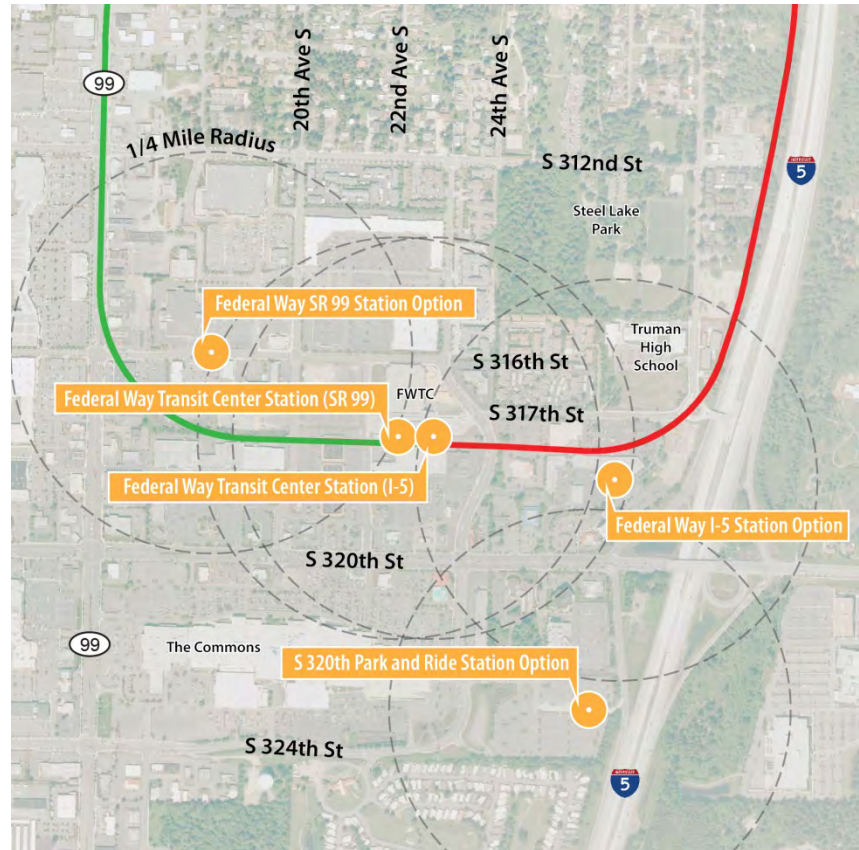 99
20th Ave S
22nd Ave S
24th Ave S
1/4 Mile Radius
S 312nd St
INTERSTATE
5
Steel Lake
Park
Federal Way SR 99 Station Option
Truman
High
School
S 316th St
Federal Way Transit Center Station (SR 99)
FWTC
S 317th St
Federal Way Transit Center Station (I-5)
Federal Way I-5 Station Option
S 320th St
99
The Commons
S 320th Park and Ride Station Option
S 324th St
INTERSTATE
5